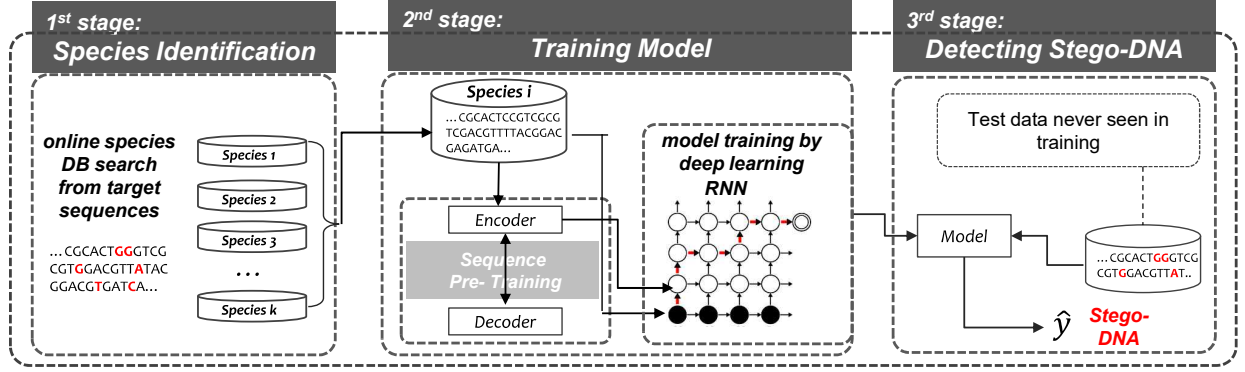 1st stage:
Species Identification
online species
DB search
from target
sequences
...CGCACTGGGTCG
CGTGGACGTTATAC
GGACGTGATCA...
Species 1
Species 2
Species 3
...
Species k
2nd stage:
Training Model
Species i
...CGCACTCCGTCGCG
TCGACGTTTTACGGAC
GAGATGA...
Encoder
Sequence
Pre- Training
Decoder
model training by
deep learning
RNN
3rd stage:
Detecting Stego-DNA
Test data never seen in
training
Model
...CGCACTGGGTCG
CGTGGACGTTAT..
ŷ
Stego-
DNA